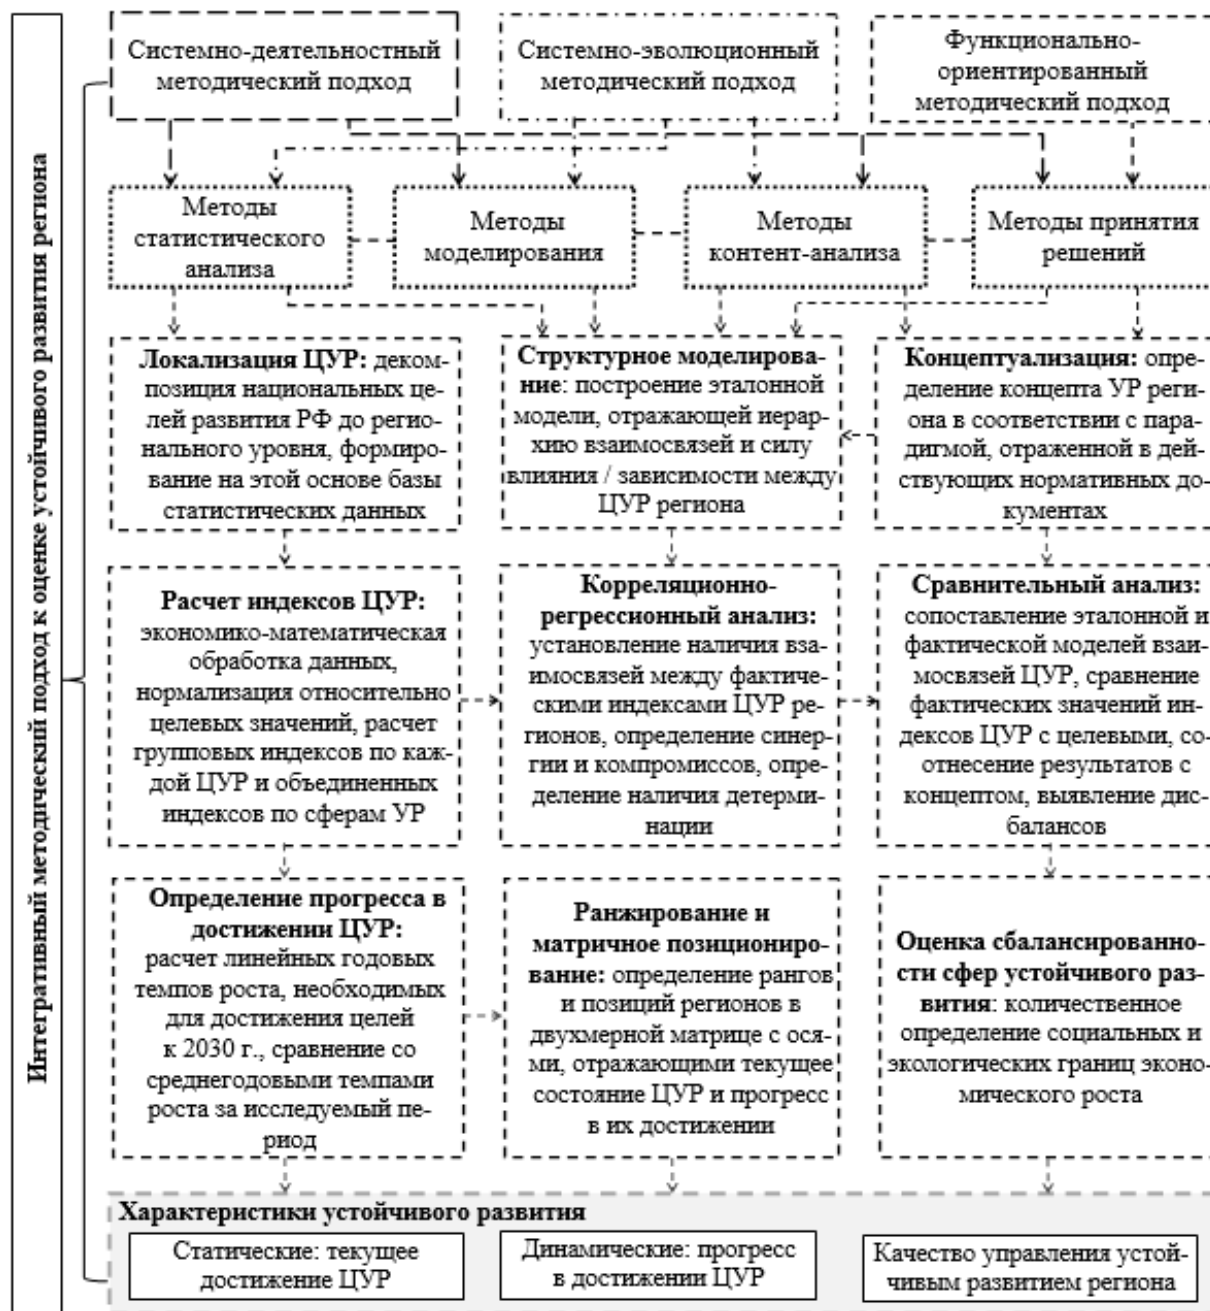 Интегративный методический подход к оценке устойчивого развития региона
Системно-деятельностный
методический подход
Системно-эволюционный
методический подход
Функционально-
ориентированный
методический подход
Методы
статистического
анализа
Методы
моделирования
Методы
контент-анализа
Методы принятия
решений
Локализация ЦУР: деком-
позиция национальных це-
лей развития РФ до реги-
онального уровня, формиро-
вание на этой основе базы
статистических данных
Структурное моделирова-
ние: построение эталонной
модели, отражающей иерар-
хию взаимосвязей и силу
влияния / зависимости между
ЦУР региона
Концептуализация: опре-
деление концепта УР реги-
она в соответствии с пара-
дигмой, отраженной в дей-
ствующих нормативных до-
кументах
Расчет индексов ЦУР:
экономико-математическая
обработка данных,
нормализация относительно
целевых значений, расчет
групповых индексов по каж-
дой ЦУР и объединенных
индексов по сферам УР
Корреляционно-
регрессионный анализ:
установление наличия вза-
имосвязей между фактиче-
скими индексами ЦУР ре-
гионов, определение синер-
гии и компромиссов, опре-
деление наличия детерми-
нации
Сравнительный анализ:
сопоставление эталонной и
фактической моделей взаи-
мосвязей ЦУР, сравнение
фактических значений ин-
дексов ЦУР с целевыми, со-
отнесение результатов с
концептом, выявление дис-
балансов
Определение прогресса в
достижении ЦУР:
расчет линейных годовых
темпов роста, необходимых
для достижения целей
к 2030 г., сравнение со
среднегодовыми темпами
роста за исследуемый пе-
риод
Ранжирование и
матричное позициониро-
вание: определение рангов
и позиций регионов в
двухмерной матрице с ося-
ми, отражающими текущее
состояние ЦУР и прогресс
в их достижении
Оценка сбалансированно-
сти сфер устойчивого раз-
вития: количественное
определение социальных и
экологических границ эконо-
мического роста
Характеристики устойчивого развития
Статические: текущее
достижение ЦУР
Динамические: прогресс
в достижении ЦУР
Качество управления устой-
чивым развитием региона